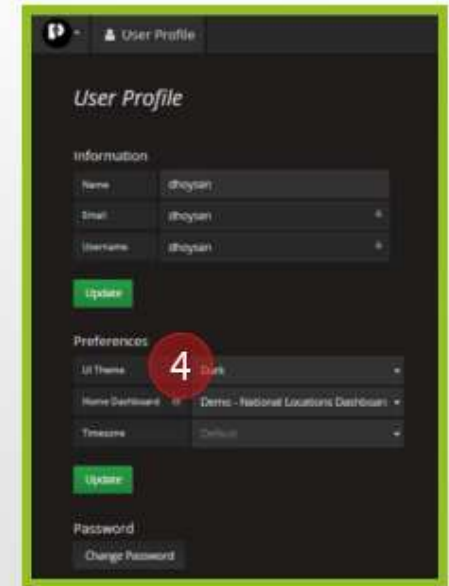 User Profile
User Profile
Information
Name dhoysan
Email dhoysan
Username dhoysan
Update
Preferences
UI Theme Dark
4
Home Dashboard Demo - National Locations Dashboari
Timezone Default
Update
Password
Change Password